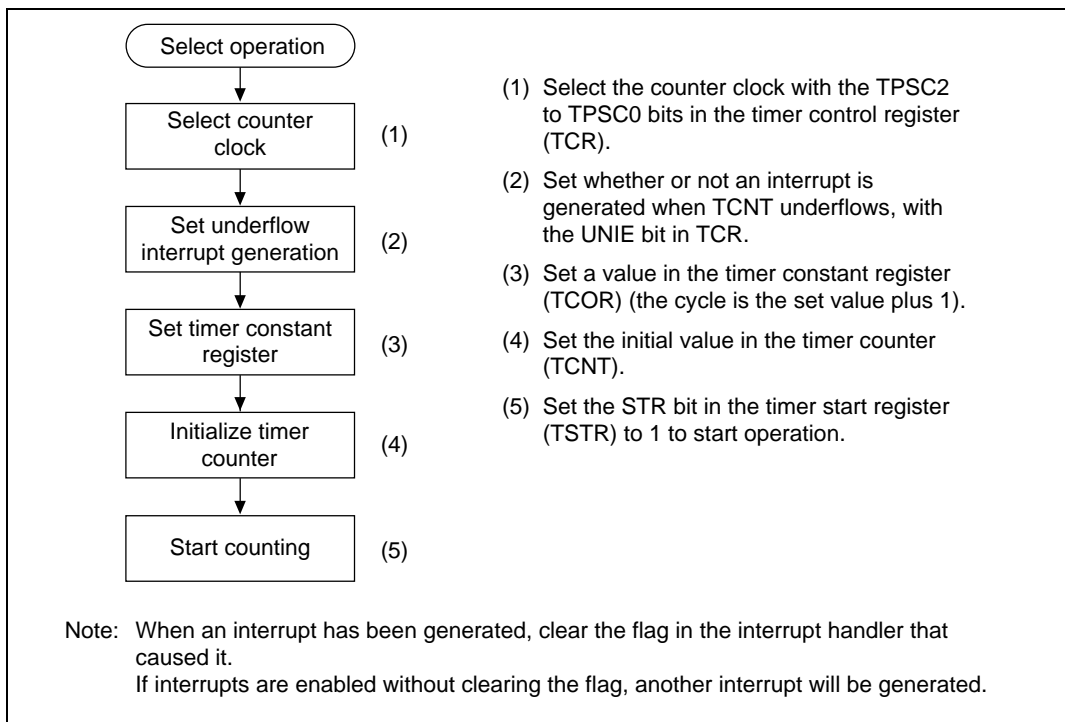 Select operation
Select counter
clock
(1)
Set underflow
interrupt generation
(2)
Set timer constant
register
(3)
Initialize timer
counter
(4)
Start counting
(5)
(1) Select the counter clock with the TPSC2
to TPSC0 bits in the timer control register
(TCR).
(2) Set whether or not an interrupt is
generated when TCNT underflows, with
the UNIE bit in TCR.
(3) Set a value in the timer constant register
(TCOR) (the cycle is the set value plus 1).
(4) Set the initial value in the timer counter
(TCNT).
(5) Set the STR bit in the timer start register
(TSTR) to 1 to start operation.
Note: When an interrupt has been generated, clear the flag in the interrupt handler that
caused it.
If interrupts are enabled without clearing the flag, another interrupt will be generated.